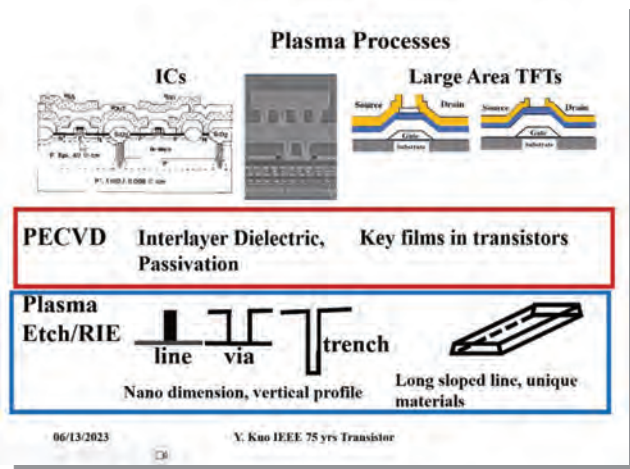 Plasma Processes
ICs
Large Area TFTs
Source
Drain
Gate
Substrate
Source
Drain
Gate
Substrate
PECVD
Interlayer Dielectric,
Passivation
Key films in transistors
Plasma
Etch/RIE
line
via
trench
Nano dimension, vertical profile
Long sloped line, unique
materials
06/13/2023
Y. Kuo IEEE 75 yrs Transistor